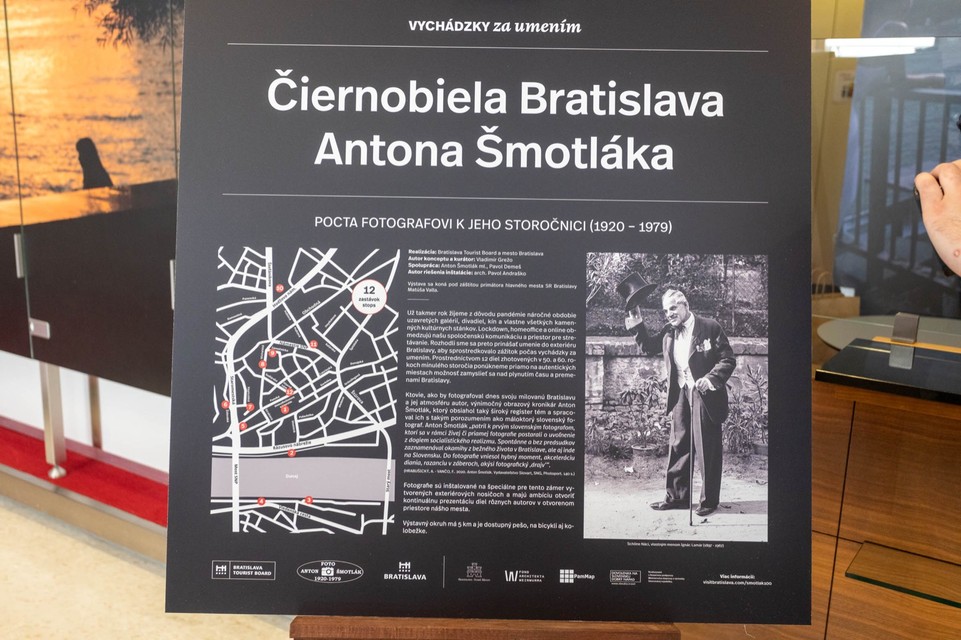 VYCHÁDZKY za umením
Čiernobiela Bratislava
Antona Šmotláka
POCTA FOTOGRAFOVI K JEHO STOROČNICI (1920 – 1979)
12
zastávok
stops
Realizácia: Bratislava Tourist Board a mesto Bratislava
Autor konceptu a kurátor: Vladimír Grežo
Spolupráca: Anton Šmotlák ml., Pavol Demeš
Autor riešenia inštalácie: arch. Pavol Andraško
Výstava sa koná pod záštitou primátora hlavného mesta SR Bratislavy
Matúša Valla.
Už takmer rok žijeme z dôvodu pandémie náročné obdobie
uzavretých galérií, divadiel, kín a vlastne všetkých kamen-
ných kultúrnych stánkov. Lockdown, homeoffice a online ob-
medzujú našu spoločenskú komunikáciu a priestor pre stre-
távanie. Rozhodli sme sa preto prinášať umenie do exteriéru
Bratislavy, aby sprostredkovalo zážitok počas vychádzky za
umením. Prostredníctvom 12 diel zhotovených v 50. a 60. ro-
koch minulého storočia ponúkneme priamo na autentických
miestach možnosť zamyslieť sa nad plynutím času a preme-
nami Bratislavy.
Ktovie, ako by fotografoval dnes svoju milovanú Bratislavu
a jej atmosféru autor, výnimočný obrazový kronikár Anton
Šmotlák, ktorý obsiahol taký široký register tém a spraco-
val ich s takým porozumením ako málokto­rý slovenský fo-
tograf. Anton Šmotlák „patril k prvým slovenským fotografom,
ktorí sa v rámci živej či priamej fotografie postarali o uvoľnenie
z dogiem socialistického realizmu. Spontánne a bez predsudkov
zaznamenával okamihy z bežného života v Bratislave, ale aj inde
na Slovensku. Do fotografie vniesol hybný moment, akceleráciu
diania, razanciu v záberoch, akýsi fotografický „drajv“".
Fotografie sú inštalované na špeciálne pre tento zámer vy-
tvorených exteriérových nosičoch a majú ambíciu otvoriť
kontinuálnu prezentáciu diel rôznych autorov v otvorenom
priestore nášho mesta.
Výstavný okruh má 5 km a je dostupný pešo, na bicykli aj ko-
lobežke.
BRATISLAVA
TOURIST BOARD
FOTO
ANTON ŠMOTLÁK
1920-1979
BRATISLAVA
FOND
ARCHITEKTA
WEINWURMA
PamMap
Viac informácií:
visitbratislava.com/smotlak100